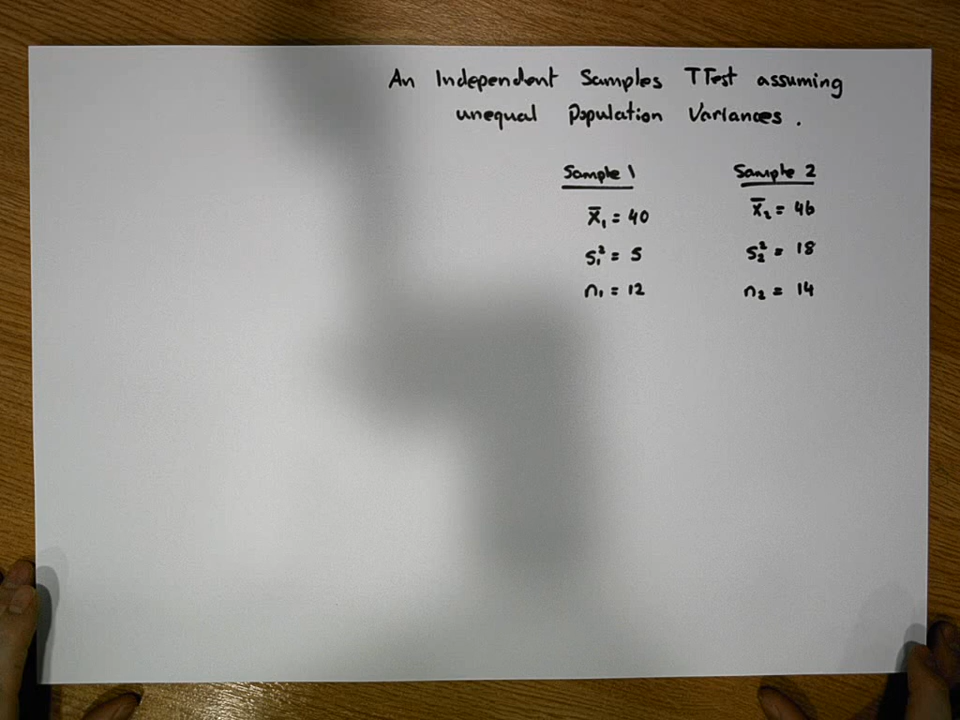 An Independent Samples TTest assuming
unequal Population Variances.
Sample 1 Sample 2
x̄₁ = 40 x̄₂ = 46
s₁² = 5 s₂² = 18
n₁ = 12 n₂ = 14